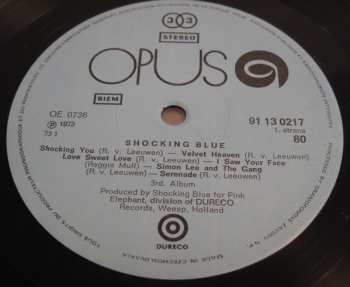 33
STEREO
OPUS
BIEM
OE 0736
℗ 1973
73 1
91 13 0217
1. strana
80
SHOCKING BLUE
Shocking You (R. v. Leeuwen) — Velvet Heaven (R. v. Leeuwen) —
Love Sweet Love (R. v. Leeuwen) — I Saw Your Face
(Reggie Mull) — Simon Lee and The Gang
(R. v. Leeuwen) — Serenade (R. v. Leeuwen)
3rd. Album
Produced by Shocking Blue for Pink
Elephant, division of DURECO
Records, Weesp, Holland
DURECO
MADE IN CZECHOSLOVAKIA